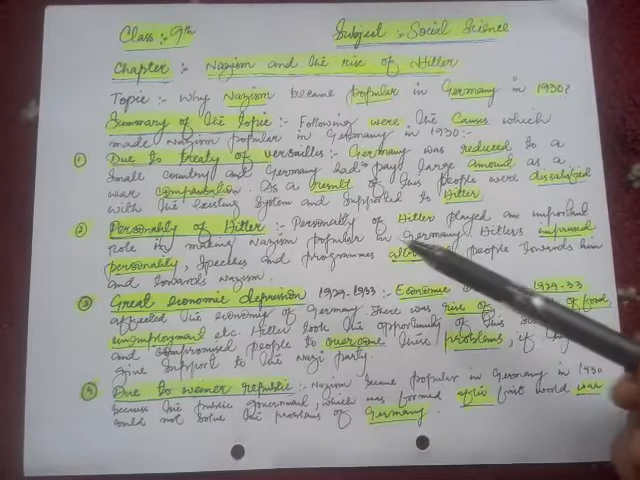 Class :- 9th
Subject :- Social Science
Chapter :- Nazism and the rise of Hitler
Topic :- Why Nazism became popular in Germany in 1930?
Summary of the topic :- Following were the causes which
made Nazism popular in Germany in 1930 :-
① Due to treaty of versailles :- Germany was reduced to a
small country and Germany had to pay large amount as a
war compensation. As a result of this people were dissatisfied
with the existing system and supported to Hitler.
② Personality of Hitler :- Personality of Hitler played an important
role in making Nazism popular in Germany. Hitlers
personality, speeches and programmes people towards him
and towards Nazism.
③ Great economic depression 1929-1933 :- Economic 1929-33
affected the economy of Germany. There was rise of of food,
unemployment etc. Hitler took the opportunity of this
and people to overcome these problems, if they
give support to the Nazi party.
④ Due to republic :- Nazism became popular in Germany in 1930
because the public government, which was formed after first world war
could not solve the problems of Germany.